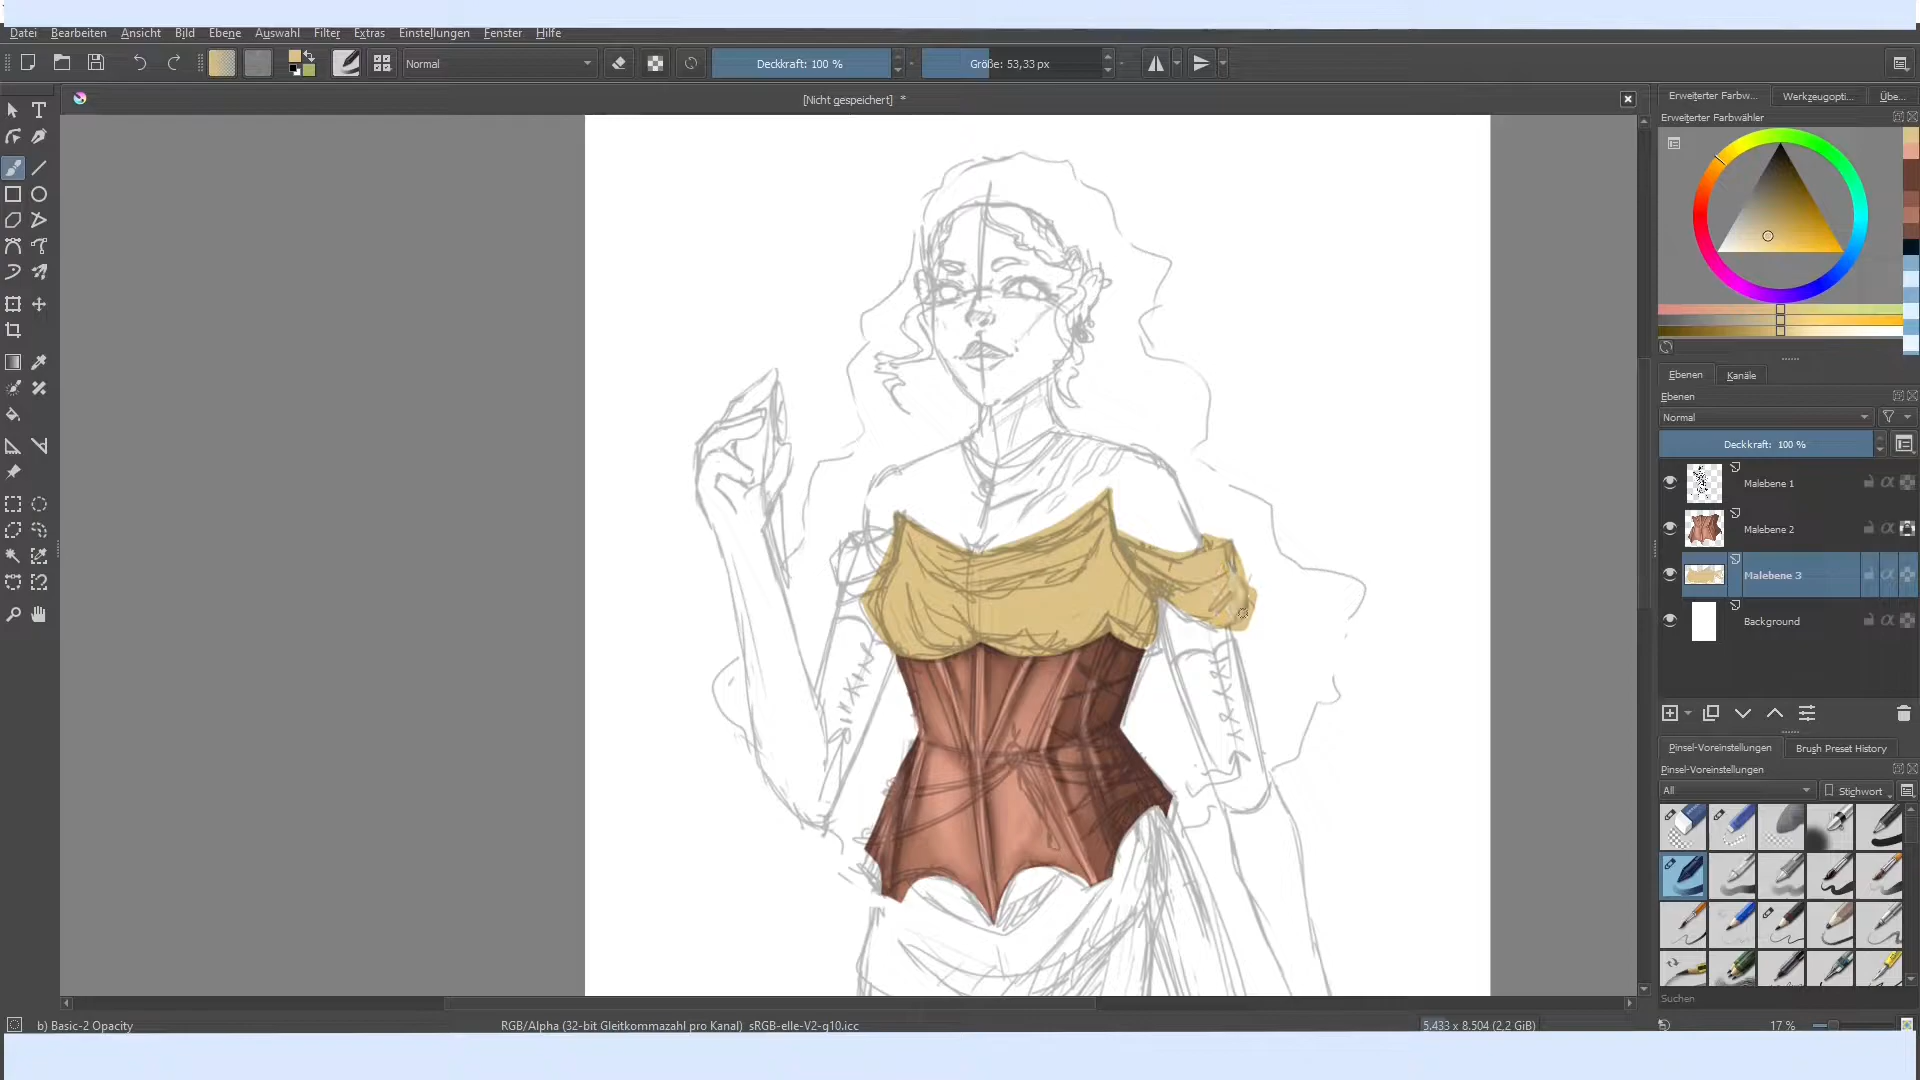 Datei Bearbeiten Ansicht Bild Ebene Auswahl Filter Extras Einstellungen Fenster Hilfe
Normal
Deckkraft: 100 %
Größe: 53,33 px
[Nicht gespeichert] *
Erweiterter Farbw... Werkzeugopti... Übe...
Erweiterter Farbwähler
Ebenen Kanäle
Ebenen
Normal
Deckkraft: 100 %
Malebene 1
Malebene 2
Malebene 3
Background
Pinsel-Voreinstellungen Brush Preset History
Pinsel-Voreinstellungen
All Stichwort
Suchen
b) Basic-2 Opacity
RGB/Alpha (32-bit Gleitkommazahl pro Kanal) sRGB-elle-V2-g10.icc
5.433 x 8.504 (2,2 GiB)
17 %